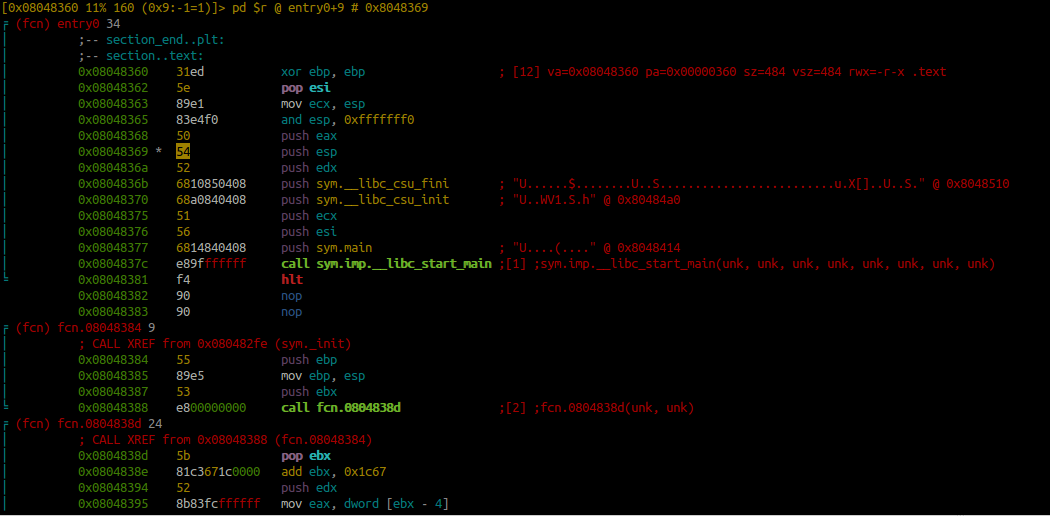 [0x08048360 11% 160 (0x9:-1=1)]> pd $r @ entry0+9 # 0x8048369
(fcn) entry0 34
;-- section_end..plt:
;-- section..text:
0x08048360 31ed xor ebp, ebp ; [12] va=0x08048360 pa=0x00000360 sz=484 vsz=484 rwx=-r-x .text
0x08048362 5e pop esi
0x08048363 89e1 mov ecx, esp
0x08048365 83e4f0 and esp, 0xfffffff0
0x08048368 50 push eax
0x08048369 * 54 push esp
0x0804836a 52 push edx
0x0804836b 6810850408 push sym.__libc_csu_fini ; "U......$........U..S.........................u.X[]..U..S." @ 0x8048510
0x08048370 68a0840408 push sym.__libc_csu_init ; "U..WV1.S.h" @ 0x80484a0
0x08048375 51 push ecx
0x08048376 56 push esi
0x08048377 6814840408 push sym.main ; "U....(...." @ 0x8048414
0x0804837c e89fffffff call sym.imp.__libc_start_main ;[1] ;sym.imp.__libc_start_main(unk, unk, unk, unk, unk, unk, unk, unk)
0x08048381 f4 hlt
0x08048382 90 nop
0x08048383 90 nop
(fcn) fcn.08048384 9
; CALL XREF from 0x080482fe (sym._init)
0x08048384 55 push ebp
0x08048385 89e5 mov ebp, esp
0x08048387 53 push ebx
0x08048388 e800000000 call fcn.0804838d ;[2] ;fcn.0804838d(unk, unk)
(fcn) fcn.0804838d 24
; CALL XREF from 0x08048388 (fcn.08048384)
0x0804838d 5b pop ebx
0x0804838e 81c3671c0000 add ebx, 0x1c67
0x08048394 52 push edx
0x08048395 8b83fcffffff mov eax, dword [ebx - 4]